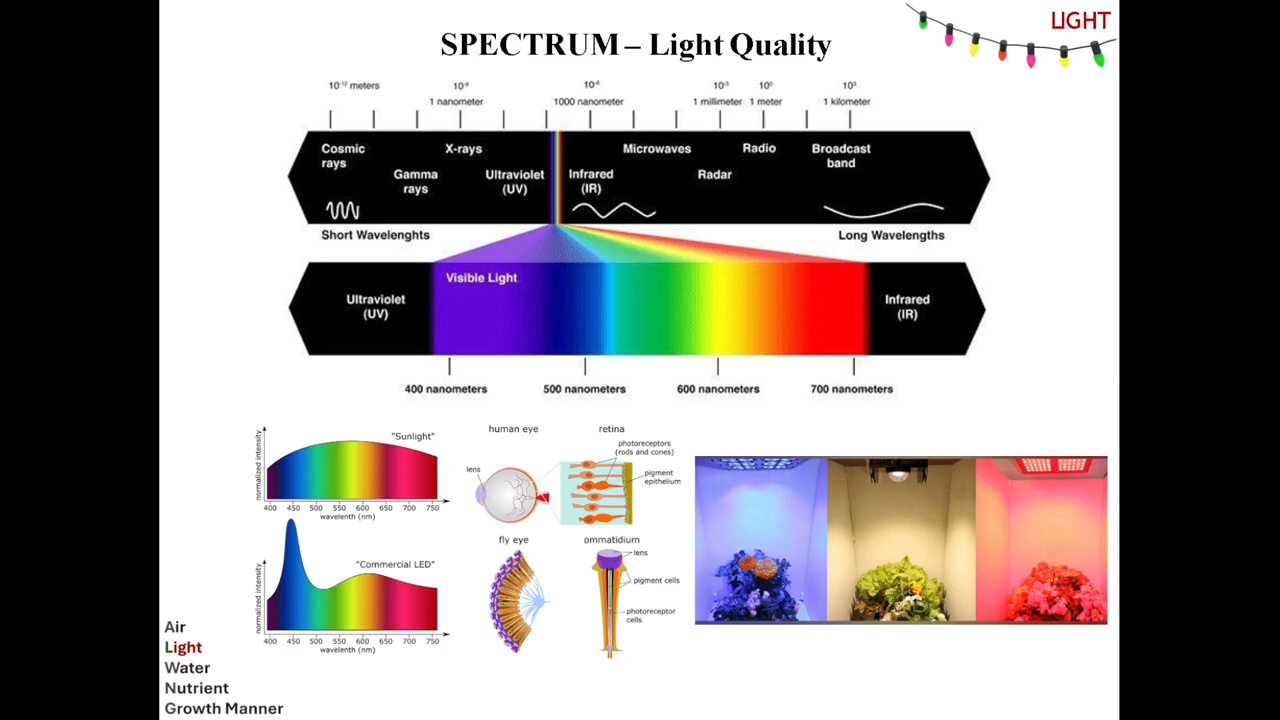 LIGHT
SPECTRUM – Light Quality
10⁻¹² meters
10⁻⁹
1 nanometer
10⁻⁶
1000 nanometer
10⁻³
1 millimeter
10⁰
1 meter
10³
1 kilometer
Cosmic
rays
Gamma
rays
X-rays
Ultraviolet
(UV)
Infrared
(IR)
Microwaves
Radar
Radio
Broadcast
band
Short Wavelenghts
Long Wavelengths
Ultraviolet
(UV)
Visible Light
Infrared
(IR)
400 nanometers
500 nanometers
600 nanometers
700 nanometers
"Sunlight"
normalized intensity
400 450 500 550 600 650 700 750
wavelenth (nm)
"Commercial LED"
normalized intensity
400 450 500 550 600 650 700 750
wavelenth (nm)
human eye
lens
retina
photoreceptors
(rods and cones)
pigment
epithelium
fly eye
ommatidium
lens
pigment cells
photoreceptor
cells
Air
Light
Water
Nutrient
Growth Manner